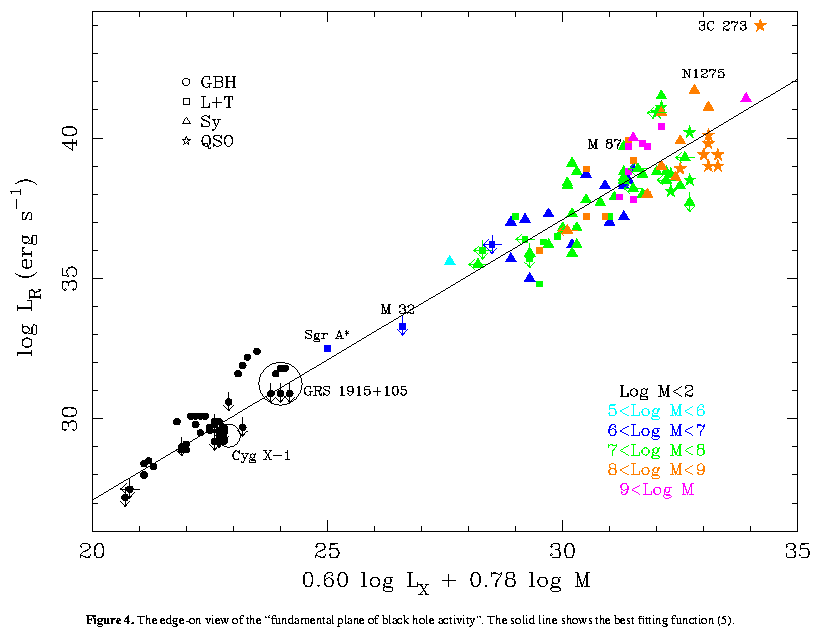 3C 273
N1275
GBH
L+T
Sy
QSO
M 87
M 32
Sgr A*
GRS 1915+105
Cyg X-1
Log M<2
5<Log M<6
6<Log M<7
7<Log M<8
8<Log M<9
9<Log M
40
35
30
log L_R (erg s^-1)
20 25 30 35
0.60 log L_X + 0.78 log M
Figure 4. The edge-on view of the “fundamental plane of black hole activity”. The solid line shows the best fitting function (5).